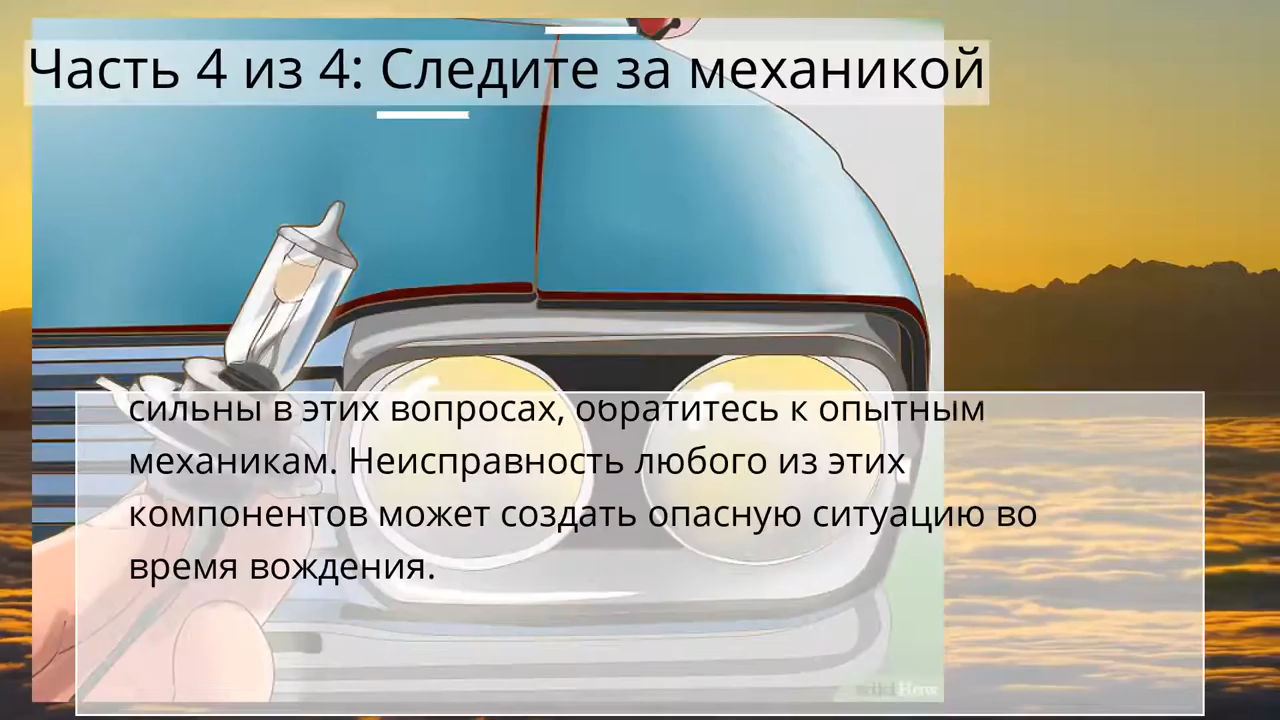 Часть 4 из 4: Следите за механикой
сильны в этих вопросах, обратитесь к опытным
механикам. Неисправность любого из этих
компонентов может создать опасную ситуацию во
время вождения.
wikiHow